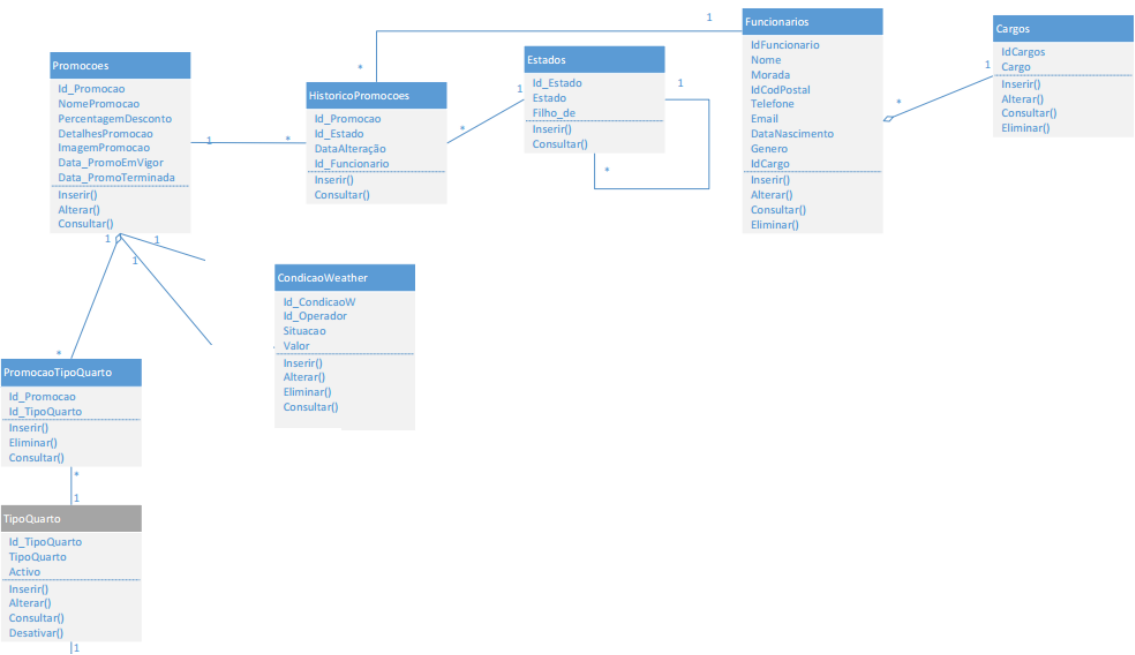 Promocoes
Id_Promocao
NomePromocao
PercentagemDesconto
DetalhesPromocao
ImagemPromocao
Data_PromoEmVigor
Data_PromoTerminada
Inserir()
Alterar()
Consultar()
1
*
1
1
1
*
HistoricoPromocoes
Id_Promocao
Id_Estado
DataAlteração
Id_Funcionario
Inserir()
Consultar()
*
1
*
1
Estados
Id_Estado
Estado
Filho_de
Inserir()
Consultar()
1
*
Funcionarios
IdFuncionario
Nome
Morada
IdCodPostal
Telefone
Email
DataNascimento
Genero
IdCargo
Inserir()
Alterar()
Consultar()
Eliminar()
*
1
Cargos
IdCargos
Cargo
Inserir()
Alterar()
Consultar()
Eliminar()
CondicaoWeather
Id_CondicaoW
Id_Operador
Situacao
Valor
Inserir()
Alterar()
Eliminar()
Consultar()
PromocaoTipoQuarto
Id_Promocao
Id_TipoQuarto
Inserir()
Eliminar()
Consultar()
*
1
TipoQuarto
Id_TipoQuarto
TipoQuarto
Activo
Inserir()
Alterar()
Consultar()
Desativar()
1